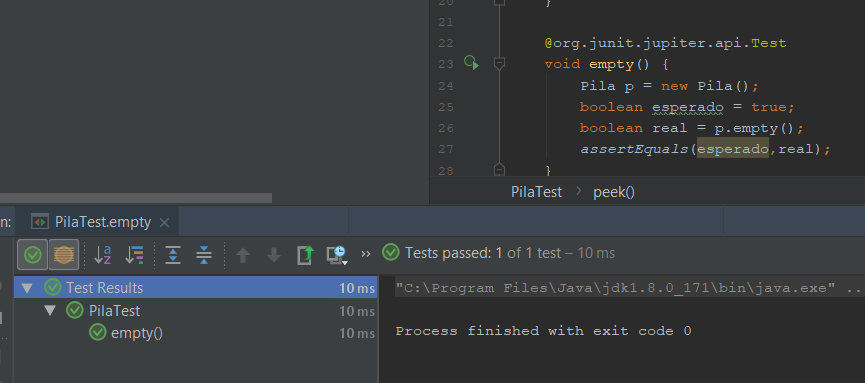 20 }
21
22 @org.junit.jupiter.api.Test
23 void empty() {
24 Pila p = new Pila();
25 boolean esperado = true;
26 boolean real = p.empty();
27 assertEquals(esperado,real);
28 }
PilaTest > peek()
n: PilaTest.empty ×
a z » Tests passed: 1 of 1 test – 10 ms
Test Results 10 ms
PilaTest 10 ms
empty() 10 ms
"C:\Program Files\Java\jdk1.8.0_171\bin\java.exe" ..
Process finished with exit code 0